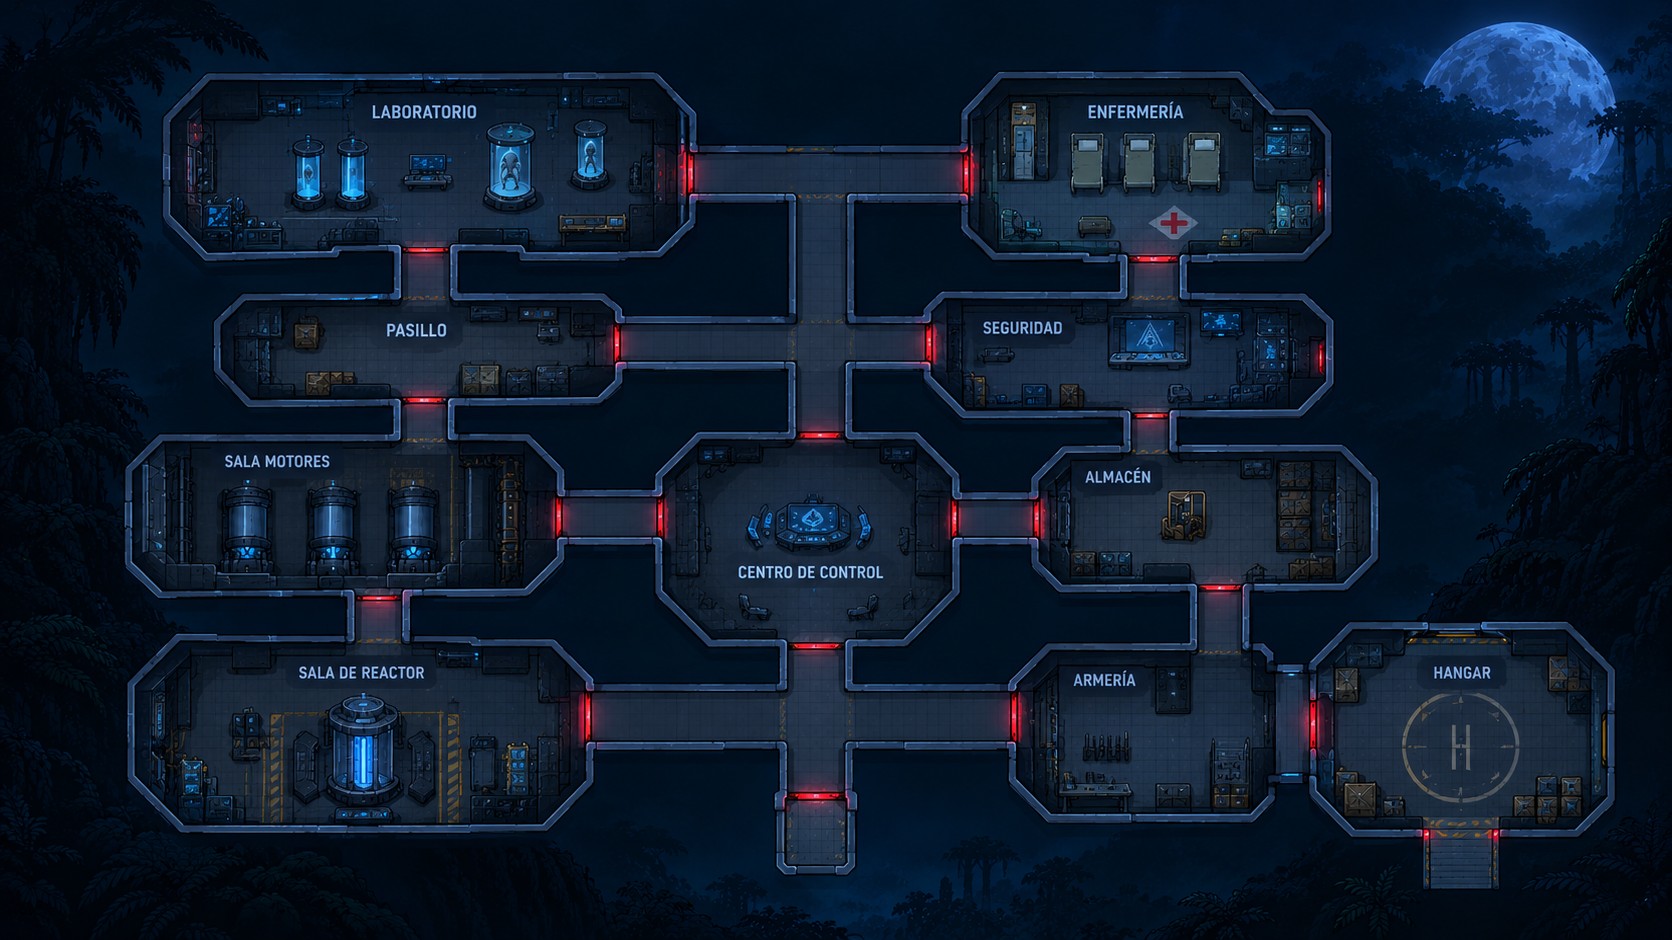 LABORATORIO
ENFERMERÍA
PASILLO
SEGURIDAD
SALA MOTORES
ALMACÉN
CENTRO DE CONTROL
SALA DE REACTOR
ARMERÍA
HANGAR
H